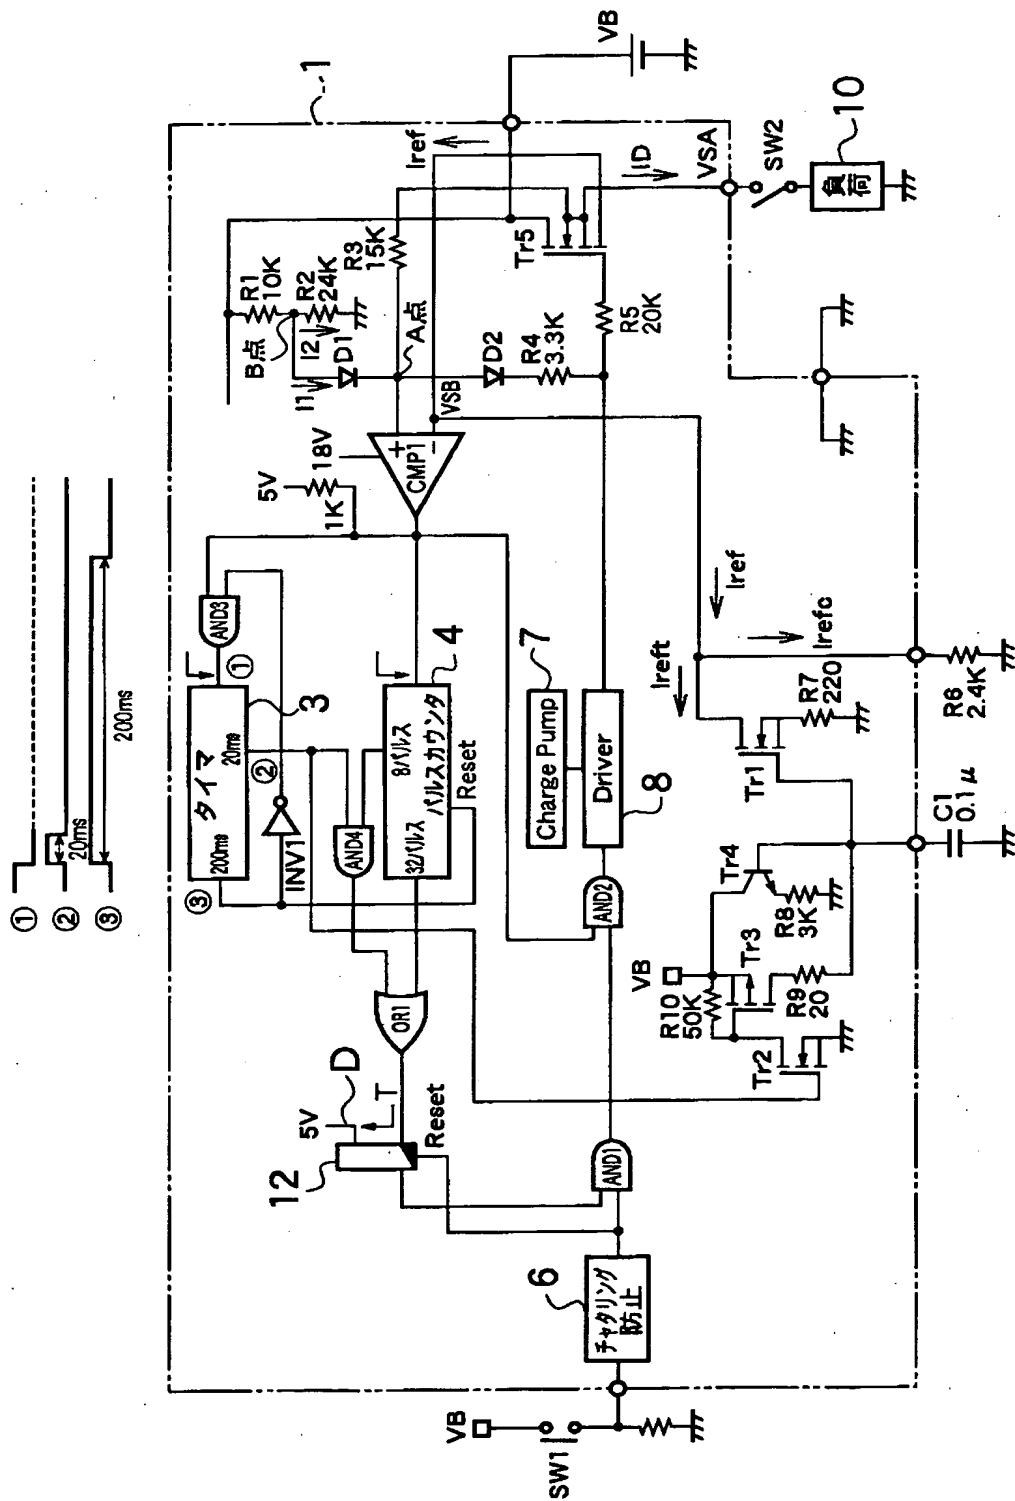 ①
②
③
20ms
200ms
1
VB
Iref
R1
10K
B点
R2
24K
I2
I1
D1
R3
15K
A点
Tr5
ID
VSA
SW2
負荷
10
5V
1K
18V
+
−
CMP1
VSB
D2
R4
3.3K
R5
20K
AND3
①
タイマ
3
200ms
20ms
②
③
INV1
AND4
4
8パルス
パルスカウンタ
32パルス
Reset
7
Charge Pump
Driver
8
AND2
OR1
5V
D
T
Reset
12
AND1
6
チャタリング
防止
VB
SW1
Iref
Ireft
Irefc
R7
220
R6
2.4K
Tr1
C1
0.1μ
Tr4
R8
3K
VB
R10
50K
Tr3
R9
20
Tr2